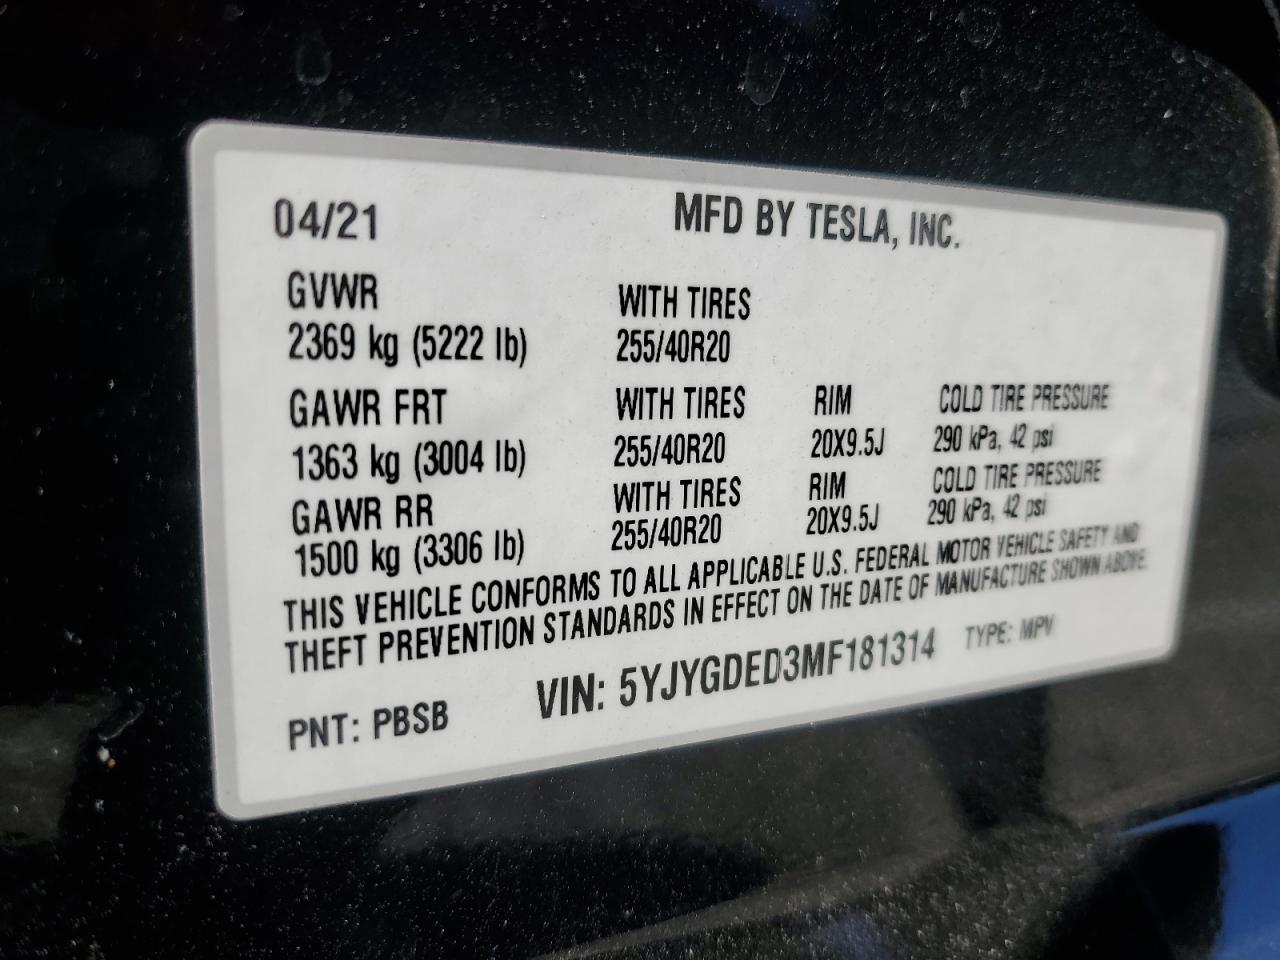 04/21 MFD BY TESLA, INC.
GVWR WITH TIRES
2369 kg (5222 lb) 255/40R20
GAWR FRT WITH TIRES RIM COLD TIRE PRESSURE
1363 kg (3004 lb) 255/40R20 20X9.5J 290 kPa, 42 psi
GAWR RR WITH TIRES RIM COLD TIRE PRESSURE
1500 kg (3306 lb) 255/40R20 20X9.5J 290 kPa, 42 psi
THIS VEHICLE CONFORMS TO ALL APPLICABLE U.S. FEDERAL MOTOR VEHICLE SAFETY AND
THEFT PREVENTION STANDARDS IN EFFECT ON THE DATE OF MANUFACTURE SHOWN ABOVE.
PNT: PBSB VIN: 5YJYGDED3MF181314 TYPE: MPV